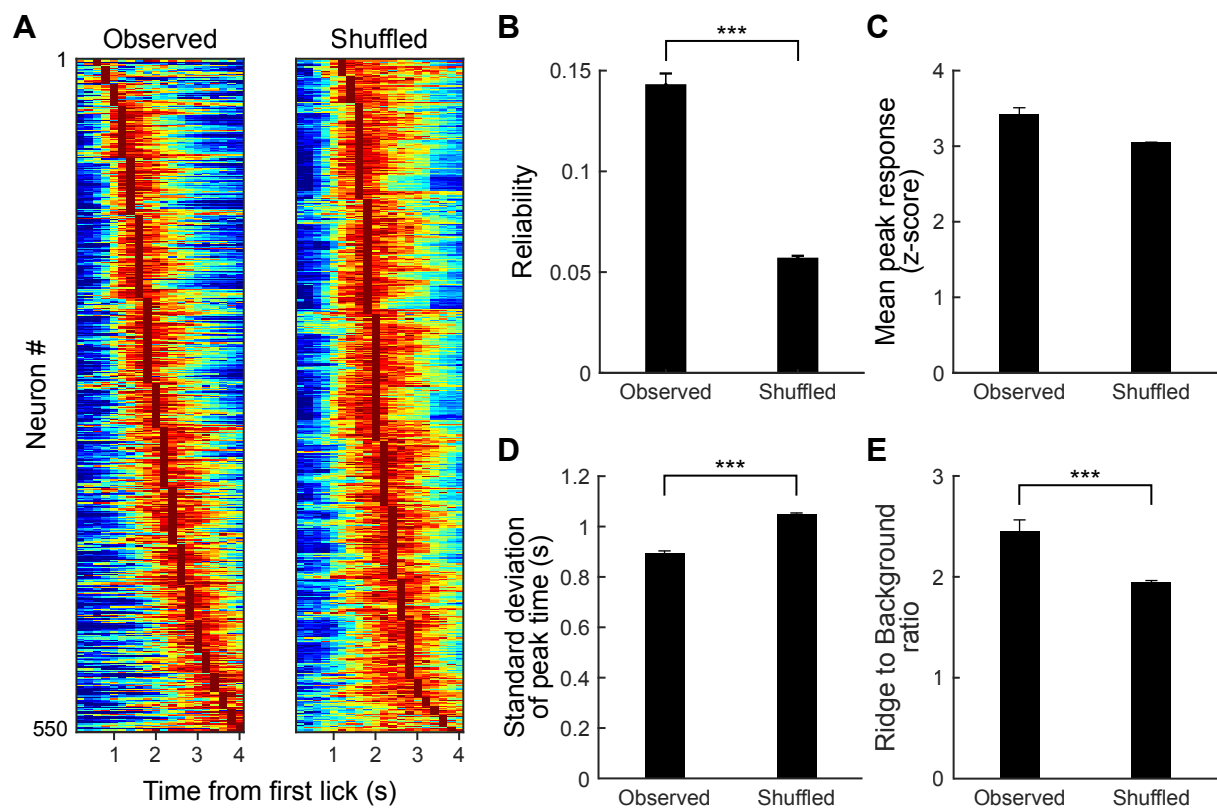 A
Observed
Shuffled
1
550
Neuron #
1 2 3 4
1 2 3 4
Time from first lick (s)
B
***
0.15
0.1
0.05
0
Reliability
Observed Shuffled
C
4
3
2
1
0
Mean peak response
(z-score)
Observed Shuffled
D
***
1.2
1
0.8
0.6
0.4
0.2
0
Standard deviation
of peak time (s)
Observed Shuffled
E
***
3
2
1
0
Ridge to Background
ratio
Observed Shuffled